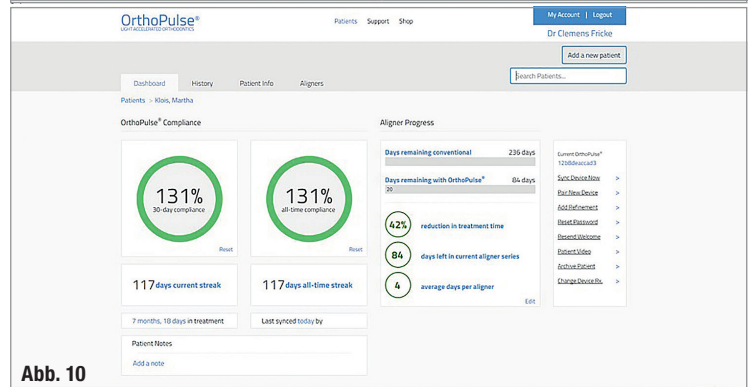 OrthoPulse®
LIGHT ACCELERATED ORTHODONTICS
Patients Support Shop
My Account | Logout
Dr Clemens Fricke
Add a new patient
Search Patients...
Dashboard History Patient Info Aligners
Patients > Klois, Martha
OrthoPulse® Compliance
131%
30-day compliance
Reset
131%
all-time compliance
Reset
117 days current streak
117 days all-time streak
7 months, 18 days in treatment
Last synced today by
Patient Notes
Add a note
Aligner Progress
Days remaining conventional 236 days
Days remaining with OrthoPulse® 84 days
20
42% reduction in treatment time
84 days left in current aligner series
4 average days per aligner
Edit
Current OrthoPulse®
12b8deaccad3
Sync Device Now >
Pair New Device >
Add Refinement >
Reset Password >
Resend Welcome >
Patient Video >
Archive Patient >
Change Device Rx. >
Abb. 10